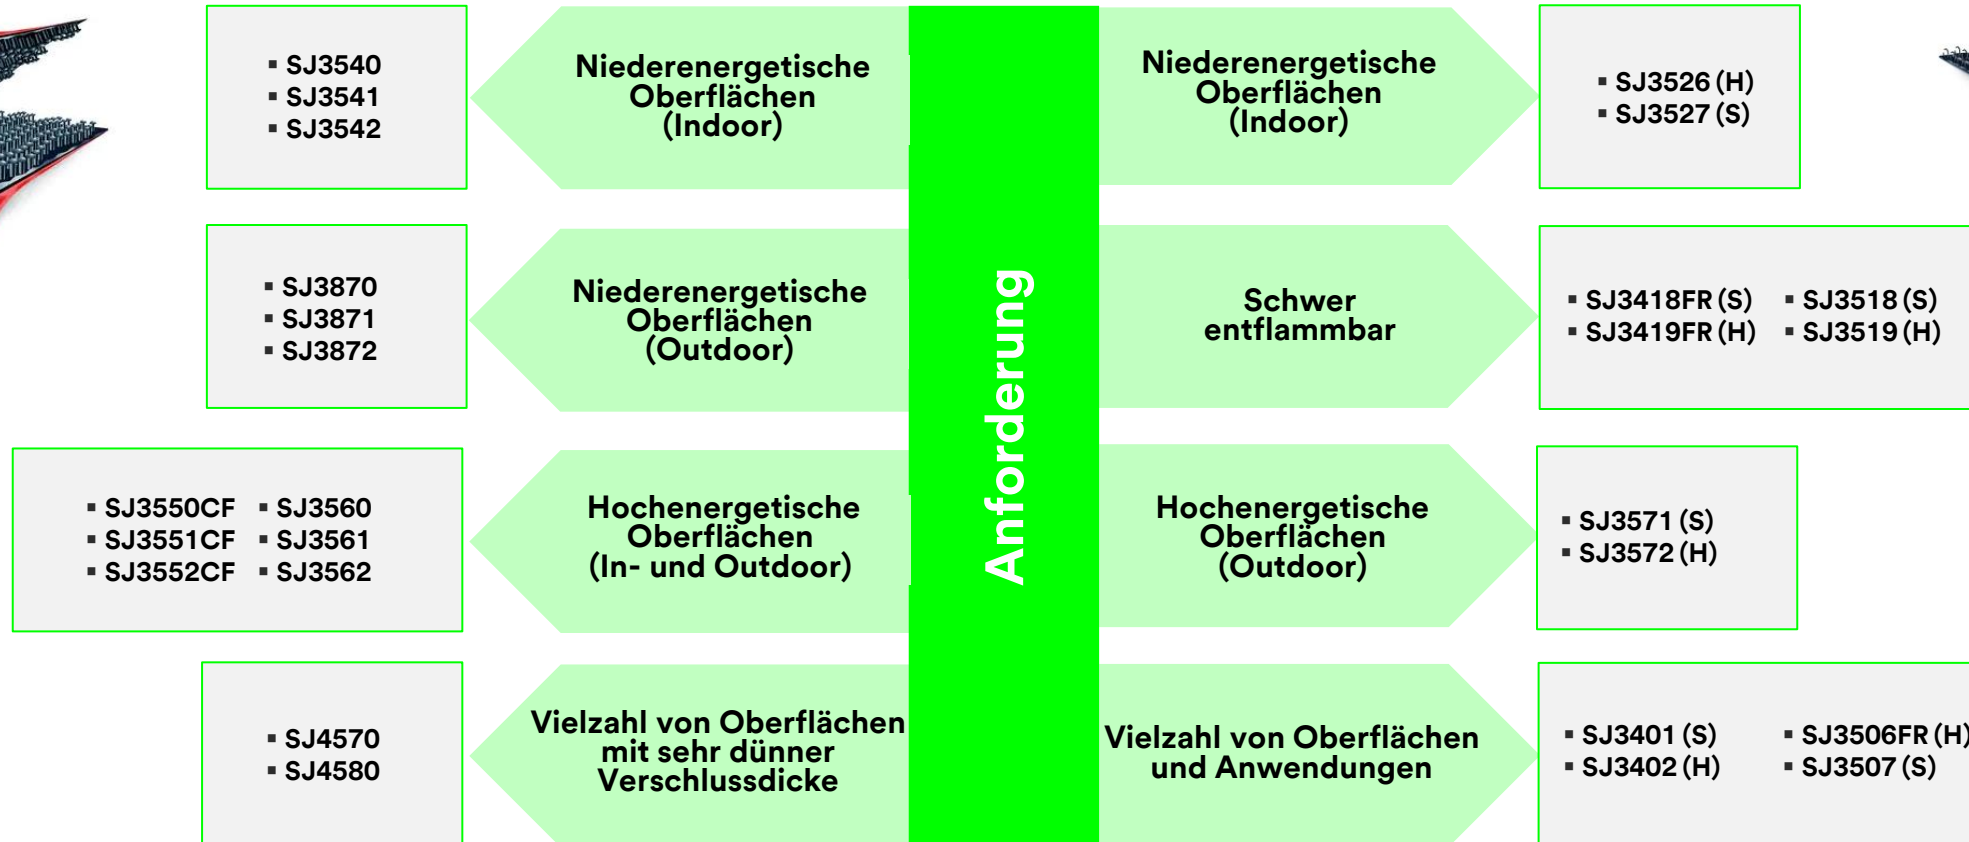 ▪ SJ3540
▪ SJ3541
▪ SJ3542
Niederenergetische
Oberflächen
(Indoor)
Niederenergetische
Oberflächen
(Indoor)
▪ SJ3526 (H)
▪ SJ3527 (S)
▪ SJ3870
▪ SJ3871
▪ SJ3872
Niederenergetische
Oberflächen
(Outdoor)
Anforderung
Schwer
entflammbar
▪ SJ3418FR (S) ▪ SJ3518 (S)
▪ SJ3419FR (H) ▪ SJ3519 (H)
▪ SJ3550CF ▪ SJ3560
▪ SJ3551CF ▪ SJ3561
▪ SJ3552CF ▪ SJ3562
Hochenergetische
Oberflächen
(In- und Outdoor)
Hochenergetische
Oberflächen
(Outdoor)
▪ SJ3571 (S)
▪ SJ3572 (H)
▪ SJ4570
▪ SJ4580
Vielzahl von Oberflächen
mit sehr dünner
Verschlussdicke
Vielzahl von Oberflächen
und Anwendungen
▪ SJ3401 (S) ▪ SJ3506FR (H)
▪ SJ3402 (H) ▪ SJ3507 (S)